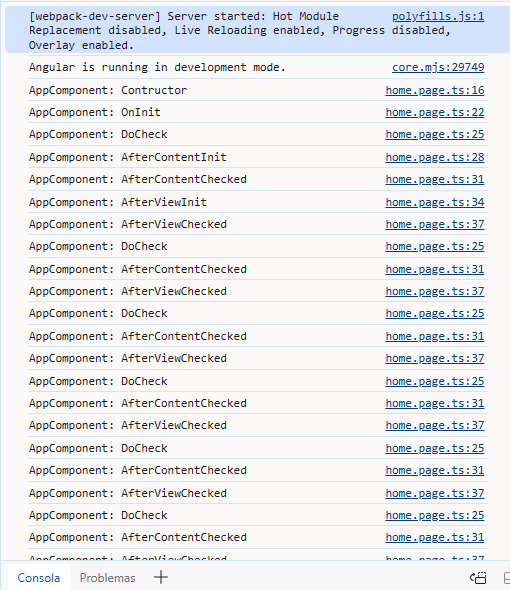 [webpack-dev-server] Server started: Hot Module polyfills.js:1
Replacement disabled, Live Reloading enabled, Progress disabled,
Overlay enabled.
Angular is running in development mode. core.mjs:29749
AppComponent: Contructor home.page.ts:16
AppComponent: OnInit home.page.ts:22
AppComponent: DoCheck home.page.ts:25
AppComponent: AfterContentInit home.page.ts:28
AppComponent: AfterContentChecked home.page.ts:31
AppComponent: AfterViewInit home.page.ts:34
AppComponent: AfterViewChecked home.page.ts:37
AppComponent: DoCheck home.page.ts:25
AppComponent: AfterContentChecked home.page.ts:31
AppComponent: AfterViewChecked home.page.ts:37
AppComponent: DoCheck home.page.ts:25
AppComponent: AfterContentChecked home.page.ts:31
AppComponent: AfterViewChecked home.page.ts:37
AppComponent: DoCheck home.page.ts:25
AppComponent: AfterContentChecked home.page.ts:31
AppComponent: AfterViewChecked home.page.ts:37
AppComponent: DoCheck home.page.ts:25
AppComponent: AfterContentChecked home.page.ts:31
AppComponent: AfterViewChecked home.page.ts:37
AppComponent: DoCheck home.page.ts:25
AppComponent: AfterContentChecked home.page.ts:31
AppComponent: AfterViewChecked home.page.ts:37
Consola Problemas